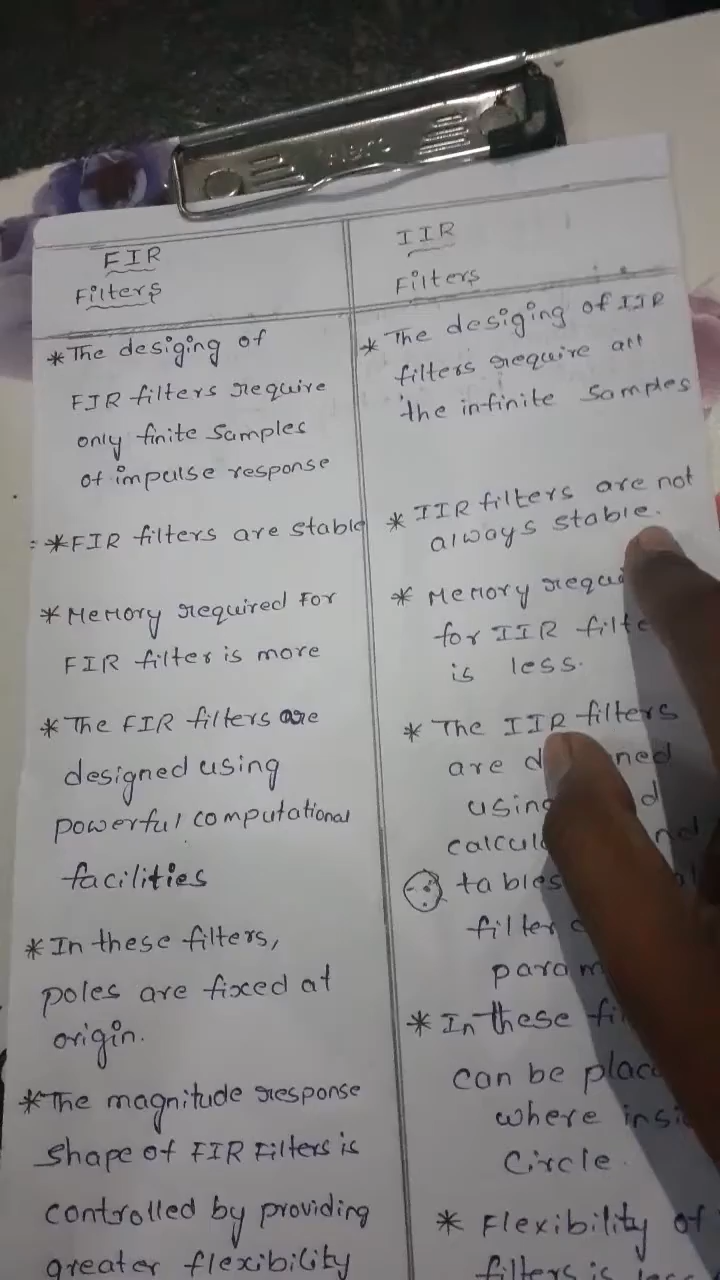 FIR
Filters
* The desiging of
FIR filters require
only finite samples
of impulse response
* FIR filters are stable
* Memory required For
FIR filter is more
* The FIR filters are
designed using
powerful computational
facilities
* In these filters,
poles are fixed at
origin.
* The magnitude response
shape of FIR Filters is
controlled by providing
greater flexibility
IIR
Filters
* The desiging of IIR
filters require all
the infinite samples
* IIR filters are not
always stable.
* Memory
for IIR
is less.
* The IIR filters
are
using
tables
filter
* In these
can be
where
Circle.
* Flexibility of
filters is